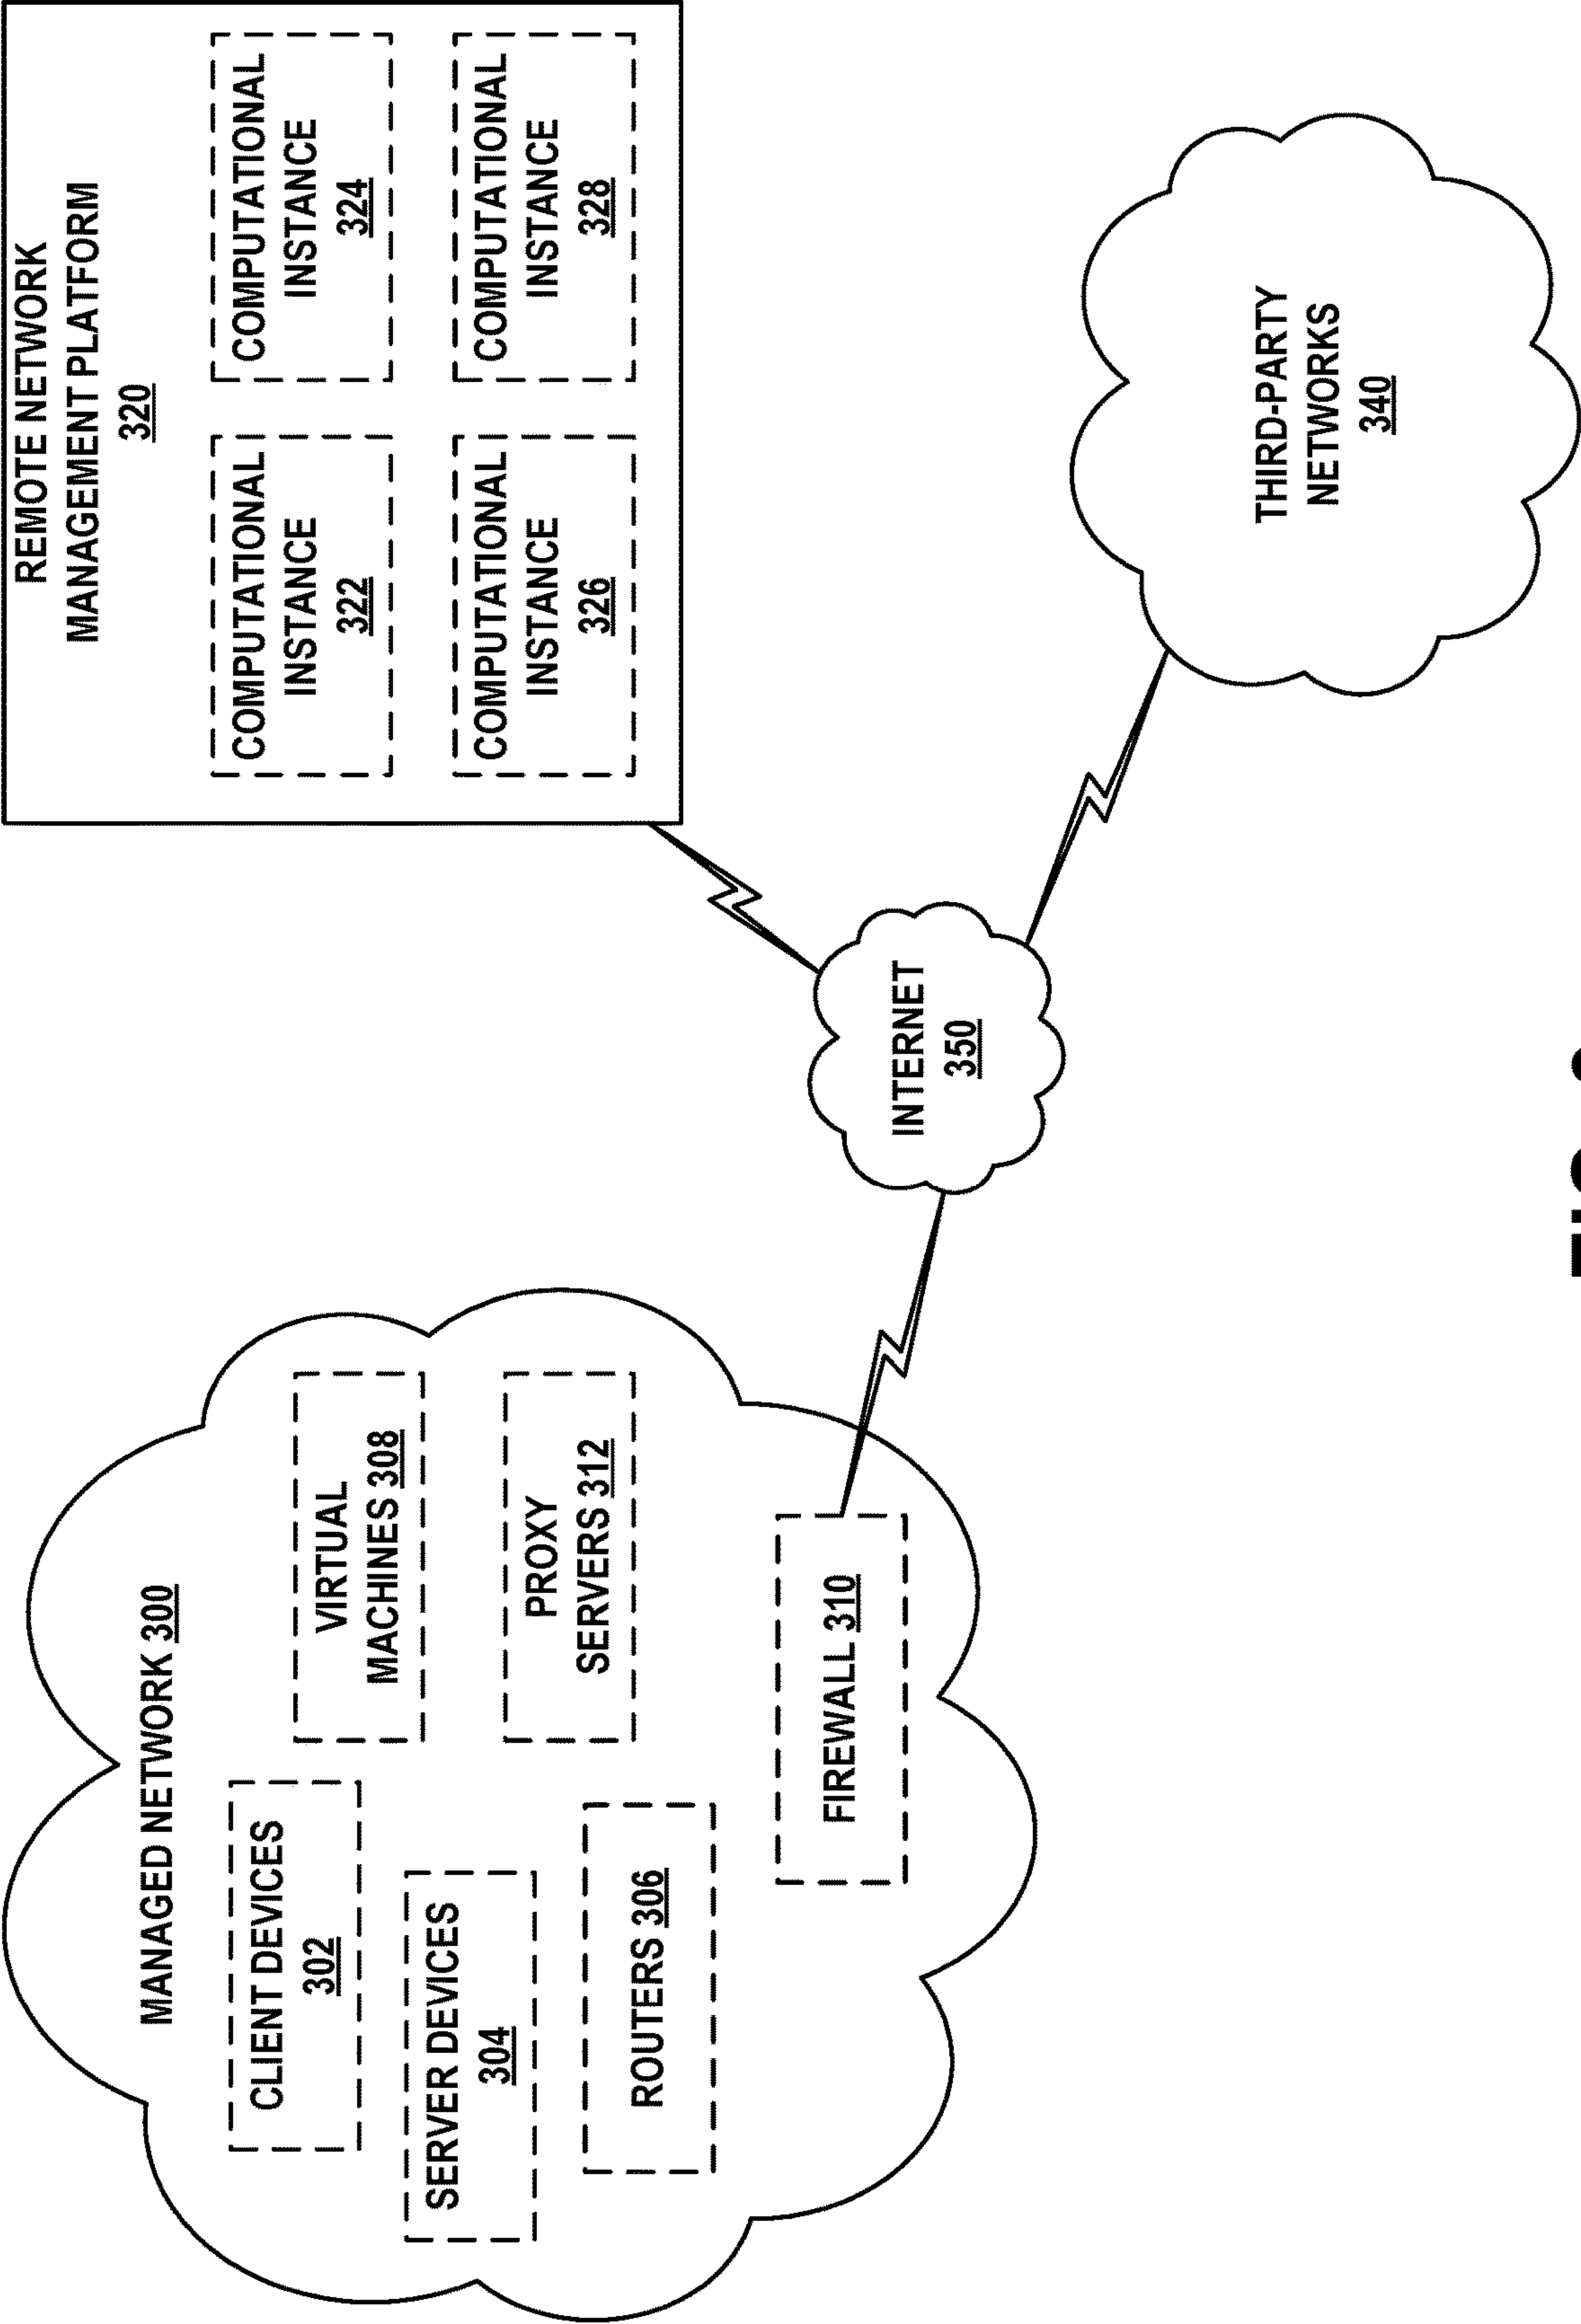 MANAGED NETWORK 300
CLIENT DEVICES
302
SERVER DEVICES
304
ROUTERS 306
VIRTUAL
MACHINES 308
PROXY
SERVERS 312
FIREWALL 310
INTERNET
350
REMOTE NETWORK
MANAGEMENT PLATFORM
320
COMPUTATIONAL
INSTANCE
322
COMPUTATIONAL
INSTANCE
324
COMPUTATIONAL
INSTANCE
326
COMPUTATIONAL
INSTANCE
328
THIRD-PARTY
NETWORKS
340